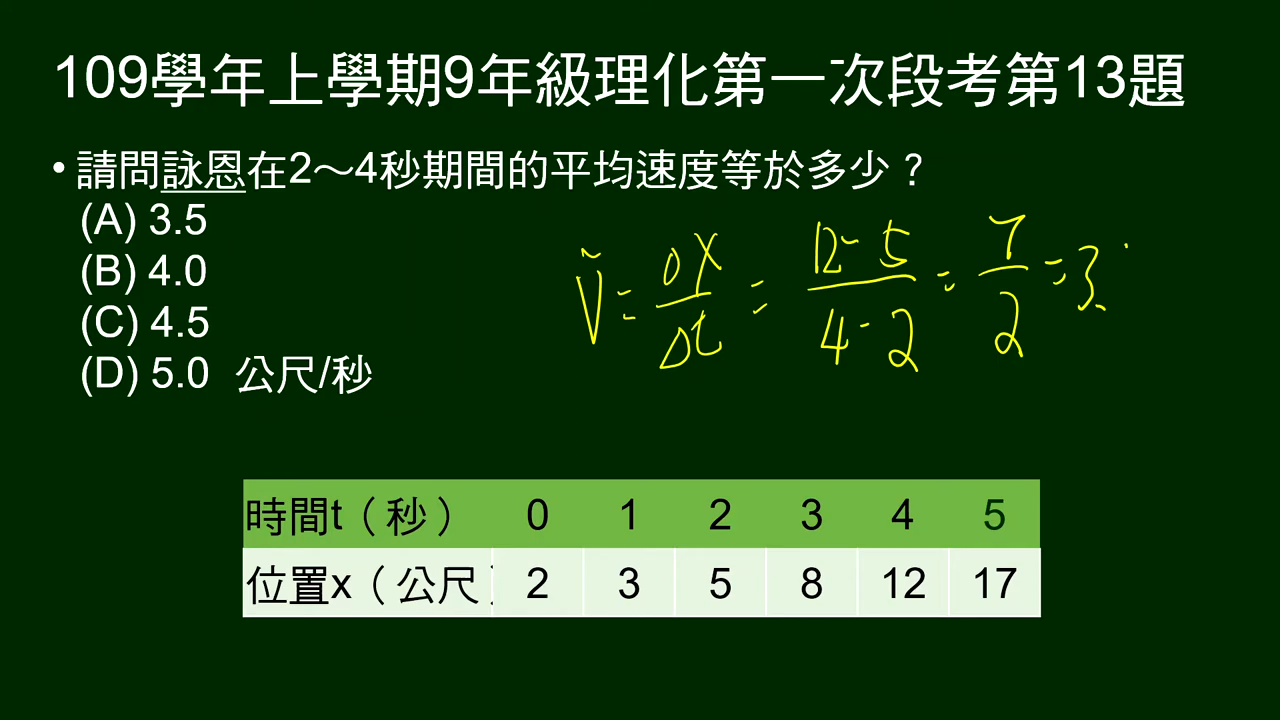 109學年上學期9年級理化第一次段考第13題
• 請問詠恩在2～4秒期間的平均速度等於多少？
(A) 3.5
(B) 4.0
(C) 4.5
(D) 5.0 公尺/秒
V̄ = Δx/Δt = 12-5/4-2 = 7/2 = 3.
時間t（秒） 0 1 2 3 4 5
位置x（公尺） 2 3 5 8 12 17